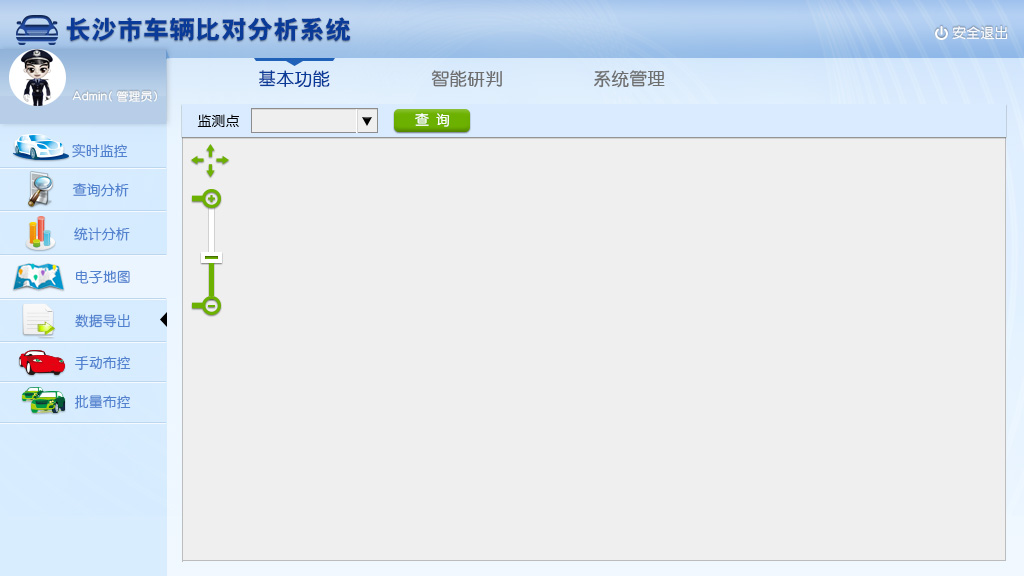 长沙市车辆比对分析系统
安全退出
Admin( 管理员)
基本功能 智能研判 系统管理
监测点 查 询
实时监控
查询分析
统计分析
电子地图
数据导出
手动布控
批量布控